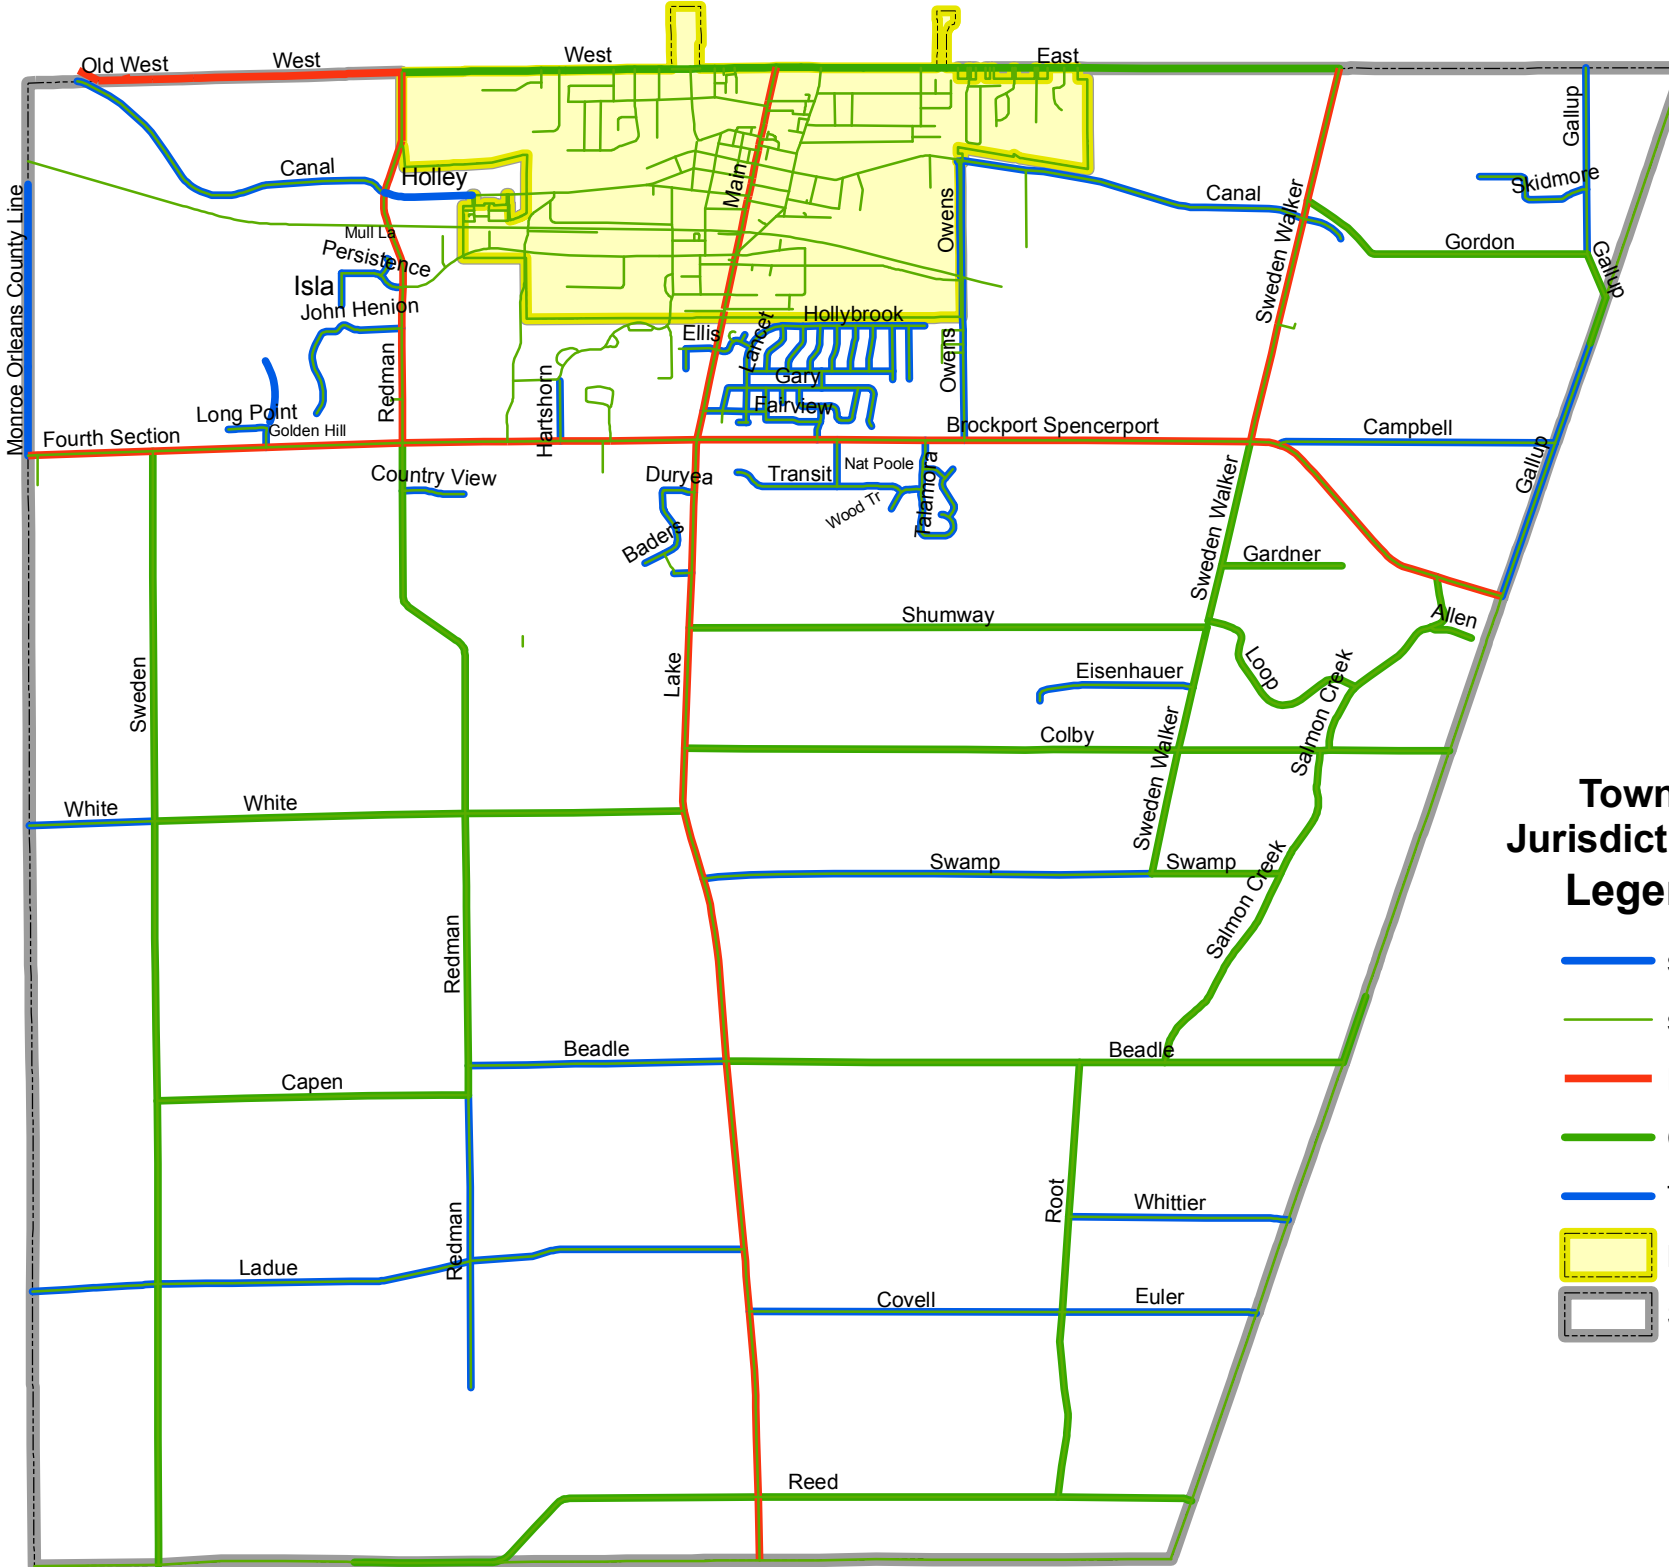 Old West
West
West
East
Gallup
Skidmore
Canal
Holley
Main
Owens
Canal
Sweden Walker
Gordon
Gallup
Monroe Orleans County Line
Mull La
Persistence
Isla
John Henion
Redman
Ellis
Lancet
Hollybrook
Owens
Gary
Fairview
Hartshorn
Long Point
Golden Hill
Fourth Section
Brockport Spencerport
Campbell
Gallup
Country View
Duryea
Transit
Nat Poole
Wood Tr
Talamora
Baders
Sweden Walker
Gardner
Allen
Shumway
Loop
Salmon Creek
Sweden
Lake
Eisenhauer
Colby
Sweden Walker
White
White
Swamp
Swamp
Salmon Creek
Redman
Beadle
Beadle
Capen
Root
Whittier
Redman
Ladue
Covell
Euler
Reed
Town
Jurisdict
Lege